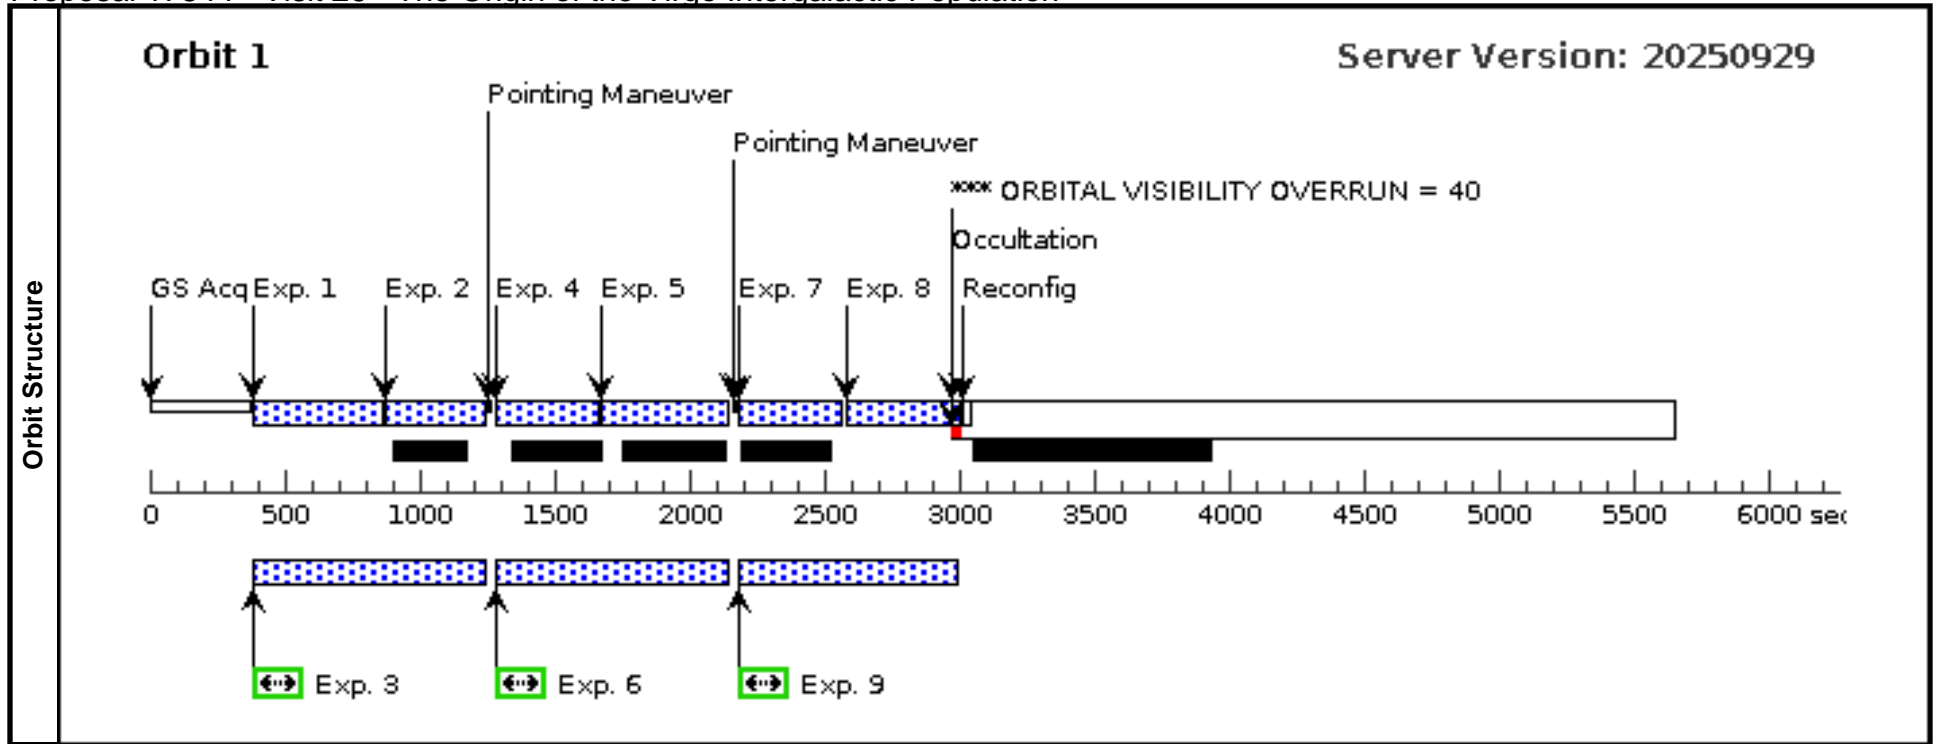 Orbit 1
Server Version: 20250929
Pointing Maneuver
Pointing Maneuver
**** ORBITAL VISIBILITY OVERRUN = 40
Occultation
GS Acq Exp. 1 Exp. 2 Exp. 4 Exp. 5 Exp. 7 Exp. 8 Reconfig
Orbit Structure
0 500 1000 1500 2000 2500 3000 3500 4000 4500 5000 5500 6000 sec
Exp. 3 Exp. 6 Exp. 9